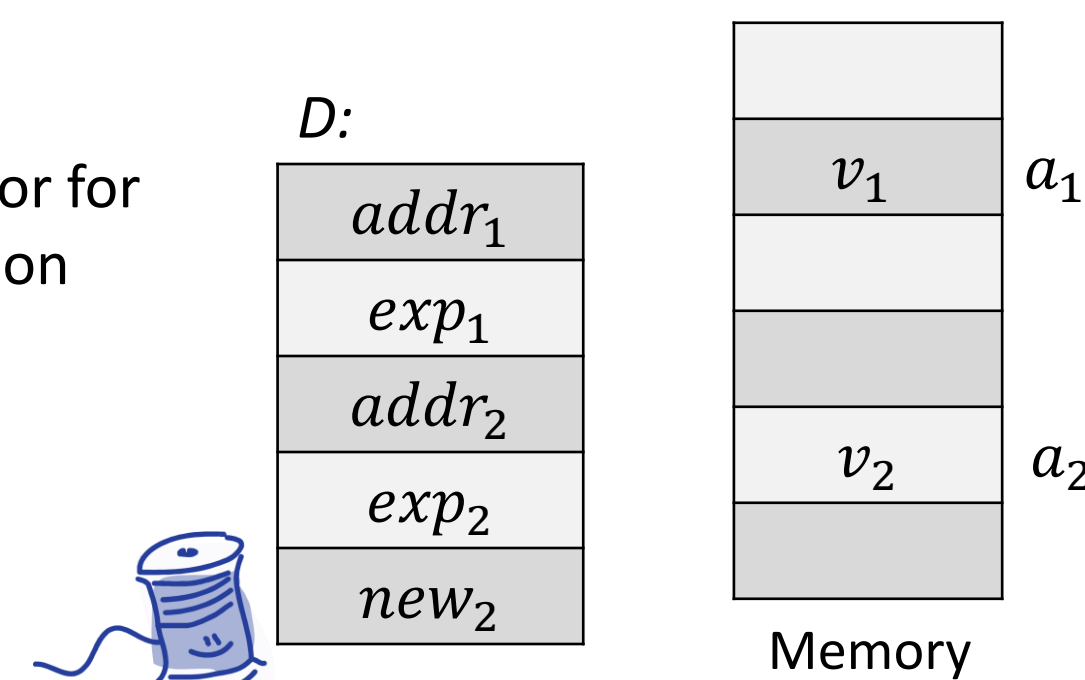 or for
on
D:
addr₁
exp₁
addr₂
exp₂
new₂
v₁ a₁
v₂ a₂
Memory